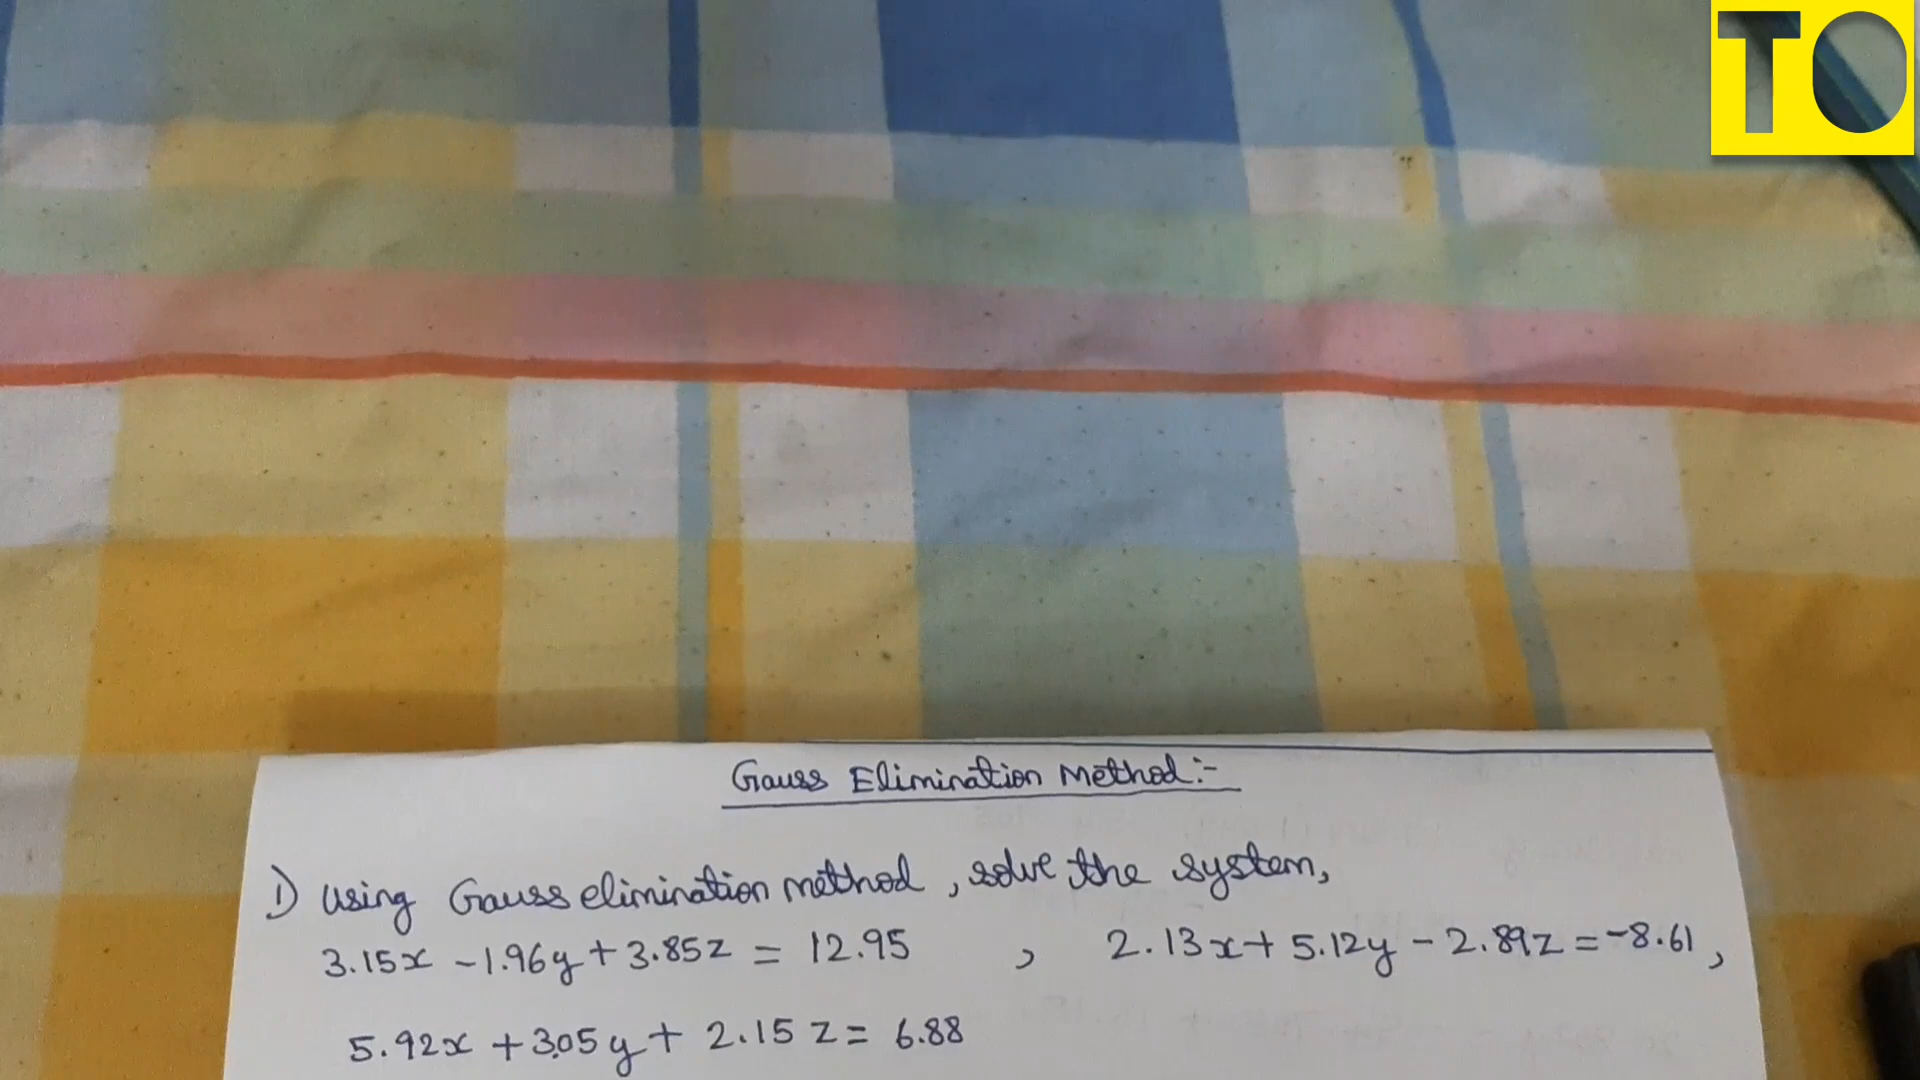 TO
Gauss Elimination Method:-
1) Using Gauss elimination method, solve the system,
3.15x - 1.96y + 3.85z = 12.95 , 2.13x + 5.12y - 2.89z = -8.61,
5.92x + 3.05y + 2.15z = 6.88